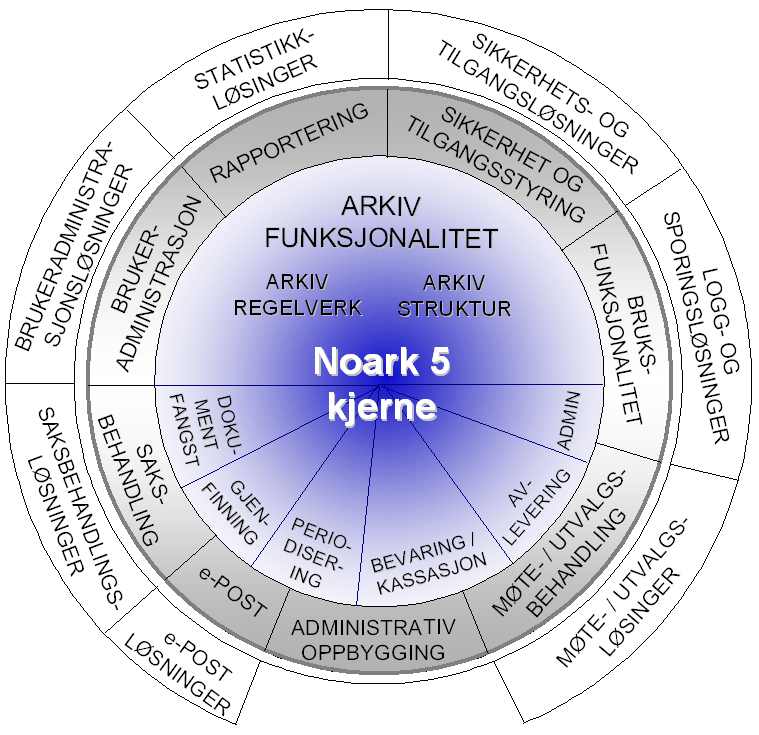 STATISTIKK-
LØSINGER
SIKKERHETS- OG
TILGANGSLØSNINGER
BRUKERADMINISTRA-
SJONSLØSNINGER
LOGG- OG
SPORINGSLØSNINGER
SAKSBEHANDLINGS-
LØSNINGER
e-POST
LØSNINGER
MØTE- / UTVALGS-
LØSINGER
RAPPORTERING
SIKKERHET OG
TILGANGSSTYRING
BRUKER-
ADMINISTRASJON
BRUKS-
FUNKSJONALITET
SAKS-
BEHANDLING
e-POST
ADMINISTRATIV
OPPBYGGING
MØTE- / UTVALGS-
BEHANDLING
ARKIV
FUNKSJONALITET
ARKIV
REGELVERK
ARKIV
STRUKTUR
Noark 5
kjerne
DOKU-
MENT
FANGST
GJEN-
FINNING
PERIO-
DISER-
ING
BEVARING /
KASSASJON
AV-
LEVERING
ADMIN